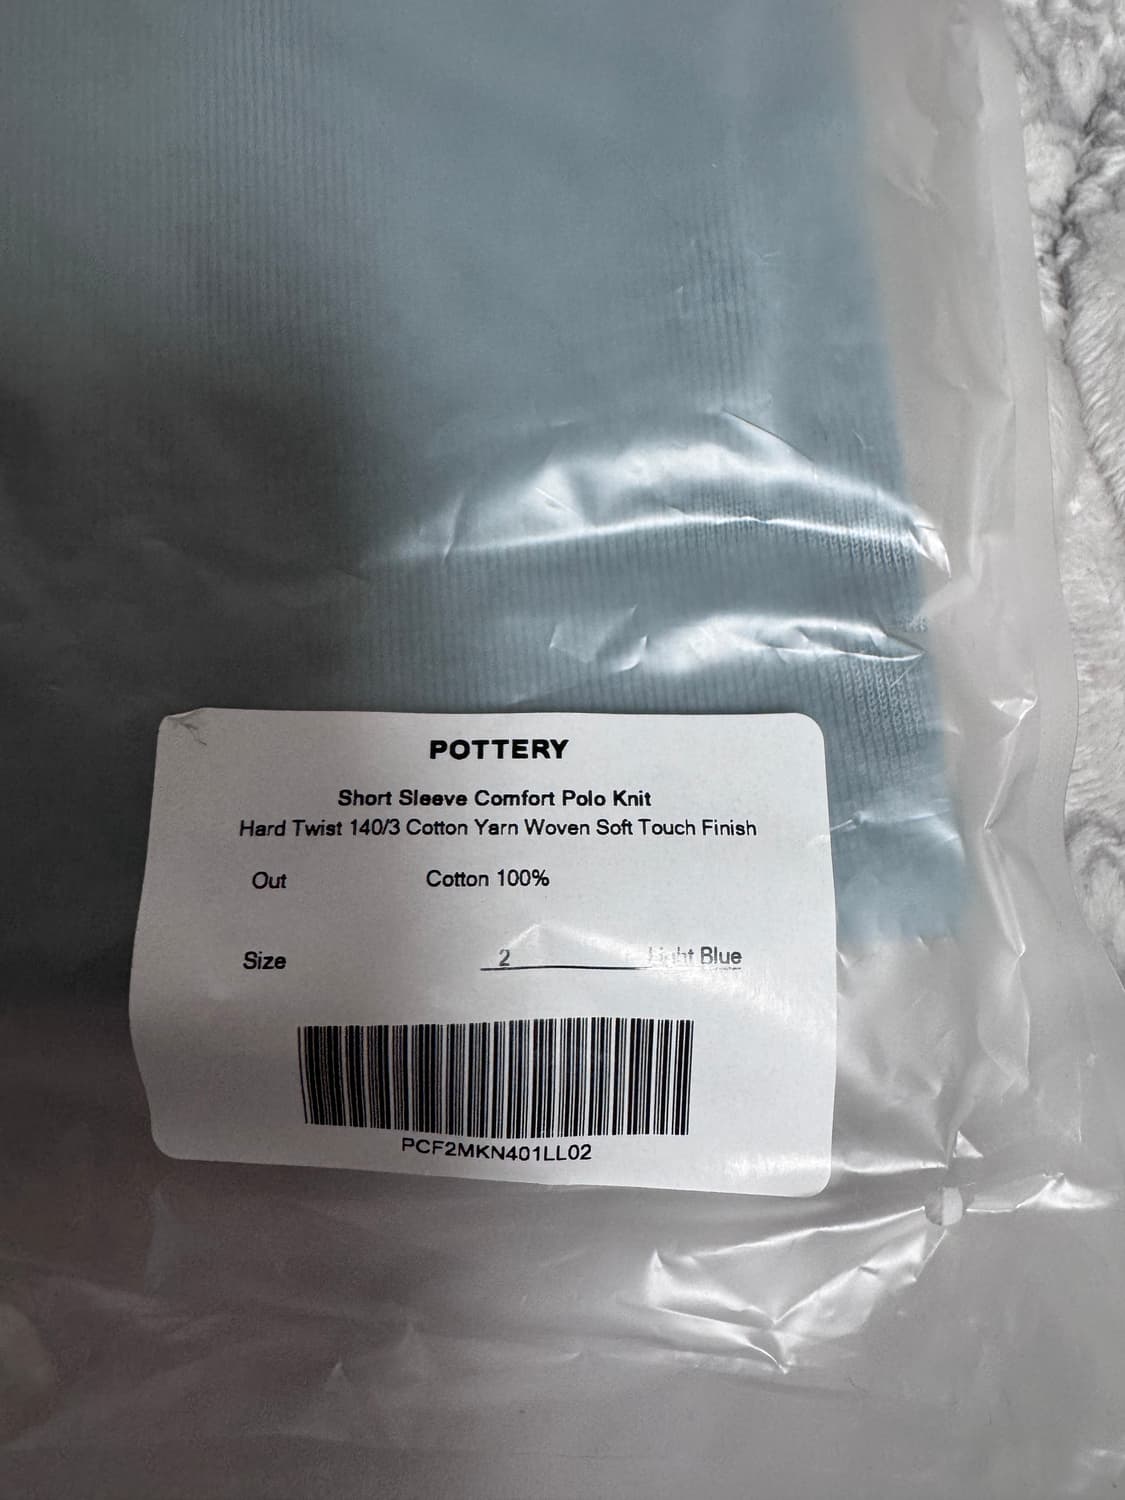 POTTERY
Short Sleeve Comfort Polo Knit
Hard Twist 140/3 Cotton Yarn Woven Soft Touch Finish
Out Cotton 100%
Size 2 Light Blue
PCF2MKN401LL02